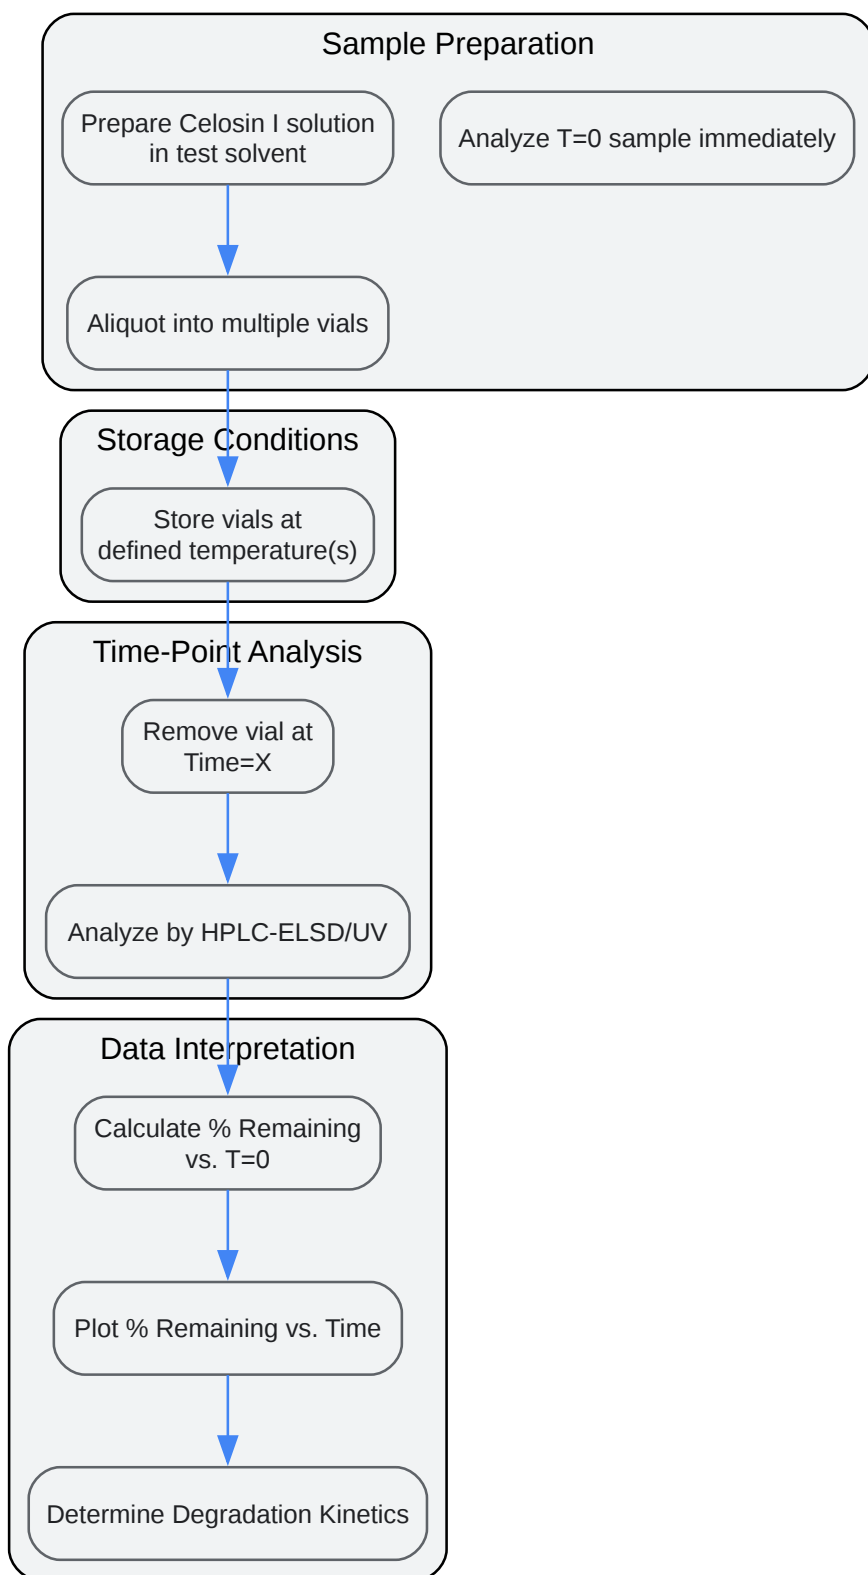 Sample Preparation
Prepare Celosin I solution
in test solvent
Analyze T=0 sample immediately
Aliquot into multiple vials
Storage Conditions
Store vials at
defined temperature(s)
Time-Point Analysis
Remove vial at
Time=X
Analyze by HPLC-ELSD/UV
Data Interpretation
Calculate % Remaining
vs. T=0
Plot % Remaining vs. Time
Determine Degradation Kinetics